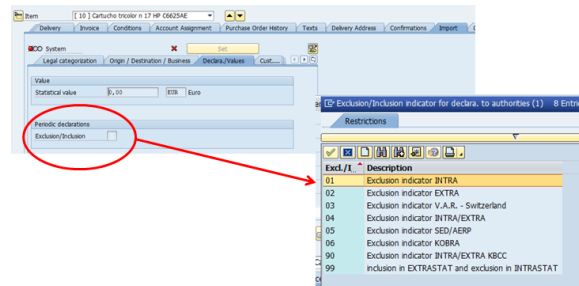 Item [ 10 ] Cartucho tricolor n 17 HP C6625AE
Delivery Invoice Conditions Account Assignment Purchase Order History Texts Delivery Address Confirmations Import
System Set
Legal categorization Origin / Destination / Business Declara./Values Cust....
Value
Statistical value 0,00 EUR Euro
Periodic declarations
Exclusion/Inclusion
Exclusion/Inclusion indicator for declara. to authorities (1) 8 Entrie
Restrictions
Excl./I.. Description
01 Exclusion indicator INTRA
02 Exclusion indicator EXTRA
03 Exclusion indicator V.A.R. - Switzerland
04 Exclusion indicator INTRA/EXTRA
05 Exclusion indicator SED/AERP
06 Exclusion indicator KOBRA
90 Exclusion indicator INTRA/EXTRA KBCC
99 inclusion in EXTRASTAT and exclusion in INTRASTAT